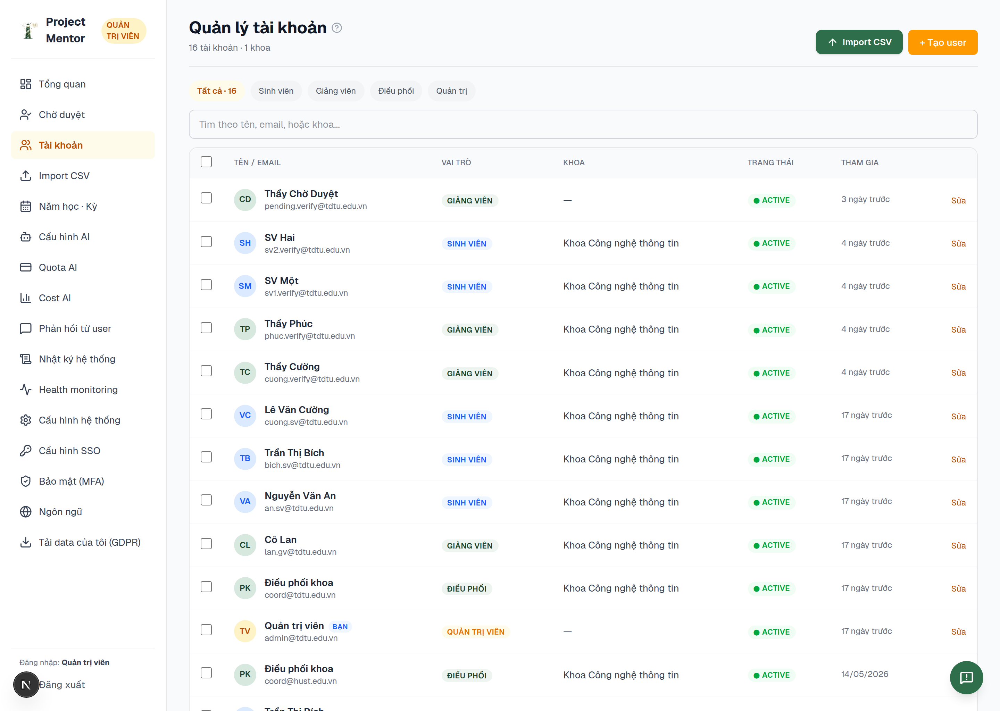 Project
Mentor
QUẢN
TRỊ VIÊN
Tổng quan
Chờ duyệt
Tài khoản
Import CSV
Năm học · Kỳ
Cấu hình AI
Quota AI
Cost AI
Phản hồi từ user
Nhật ký hệ thống
Health monitoring
Cấu hình hệ thống
Cấu hình SSO
Bảo mật (MFA)
Ngôn ngữ
Tải data của tôi (GDPR)
Đăng nhập: Quản trị viên
N
Đăng xuất
Quản lý tài khoản ?
16 tài khoản · 1 khoa
Import CSV
+ Tạo user
Tất cả · 16 Sinh viên Giảng viên Điều phối Quản trị
Tìm theo tên, email, hoặc khoa...
TÊN / EMAIL VAI TRÒ KHOA TRẠNG THÁI THAM GIA
CD Thầy Chờ Duyệt GIẢNG VIÊN — ACTIVE 3 ngày trước Sửa
pending.verify@tdtu.edu.vn
SH SV Hai SINH VIÊN Khoa Công nghệ thông tin ACTIVE 4 ngày trước Sửa
sv2.verify@tdtu.edu.vn
SM SV Một SINH VIÊN Khoa Công nghệ thông tin ACTIVE 4 ngày trước Sửa
sv1.verify@tdtu.edu.vn
TP Thầy Phúc GIẢNG VIÊN Khoa Công nghệ thông tin ACTIVE 4 ngày trước Sửa
phuc.verify@tdtu.edu.vn
TC Thầy Cường GIẢNG VIÊN Khoa Công nghệ thông tin ACTIVE 4 ngày trước Sửa
cuong.verify@tdtu.edu.vn
VC Lê Văn Cường SINH VIÊN Khoa Công nghệ thông tin ACTIVE 17 ngày trước Sửa
cuong.sv@tdtu.edu.vn
TB Trần Thị Bích SINH VIÊN Khoa Công nghệ thông tin ACTIVE 17 ngày trước Sửa
bich.sv@tdtu.edu.vn
VA Nguyễn Văn An SINH VIÊN Khoa Công nghệ thông tin ACTIVE 17 ngày trước Sửa
an.sv@tdtu.edu.vn
CL Cô Lan GIẢNG VIÊN Khoa Công nghệ thông tin ACTIVE 17 ngày trước Sửa
lan.gv@tdtu.edu.vn
PK Điều phối khoa ĐIỀU PHỐI Khoa Công nghệ thông tin ACTIVE 17 ngày trước Sửa
coord@tdtu.edu.vn
TV Quản trị viên BẠN QUẢN TRỊ VIÊN — ACTIVE 17 ngày trước Sửa
admin@tdtu.edu.vn
PK Điều phối khoa ĐIỀU PHỐI Khoa Công nghệ thông tin ACTIVE 14/05/2026
coord@hust.edu.vn
Trần Thị Bích